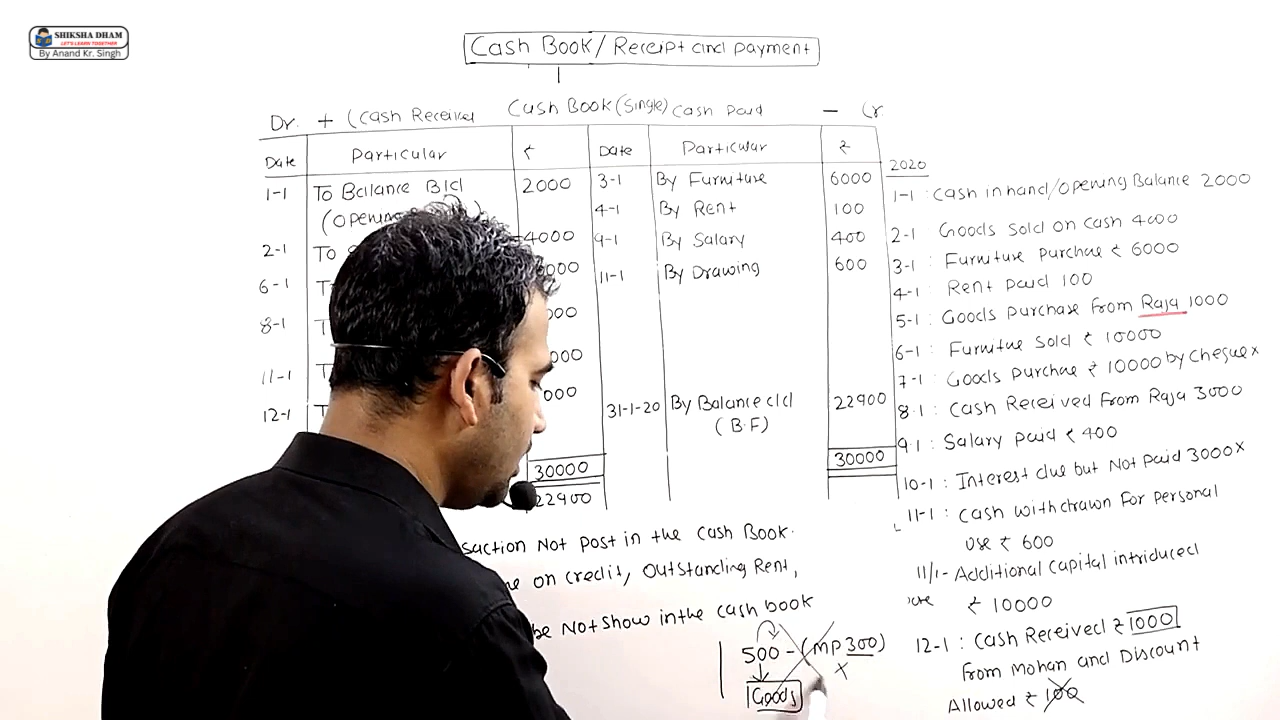 SHIKSHA DHAM
LET'S LEARN TOGETHER
By Anand Kr. Singh
Cash Book/Receipt and payment
Cash Book (Single)
Dr. + (Cash Received
Cash Paid - Cr.
Date Particular ₹ Date Particular ₹
1-1 To Balance B/d 2000 3-1 By Furniture 6000
(Opening 4-1 By Rent 100
2-1 To 4000 9-1 By Salary 400
6-1 11-1 By Drawing 600
8-1
11-1
12-1 31-1-20 By Balance c/d 22900
(B.F)
30000 30000
22900
2020
1-1: Cash in hand/opening Balance 2000
2-1 Goods sold on cash 4000
3-1: Furniture purchase ₹ 6000
4-1: Rent paid 100
5-1: Goods purchase from Raja 1000
6-1: Furnitue sold ₹ 10000
7-1: Goods purchae ₹ 10000 by Cheque x
8-1: Cash Received From Raja 3000
9-1: Salary paid ₹ 400
10-1: Interest due but Not paid 3000 x
11-1: Cash withdrawn For personal
use ₹ 600
11/1- Additional Capital intriduced
₹ 10000
12-1: Cash Received ₹ 1000
From Mohan and Discount
Allowed ₹ 100
saction Not post in the Cash Book.
on credit, outstanding Rent,
be Not show in the cash book
500 - (MP 300)
x
Goods